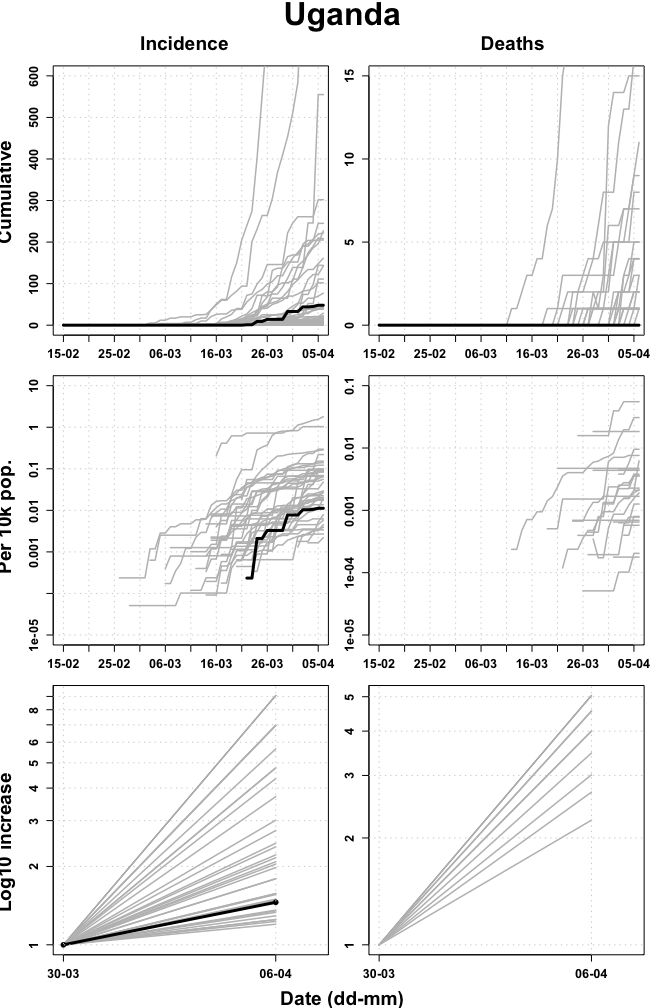 Uganda
Incidence Deaths
Cumulative
0 100 200 300 400 500 600
15-02 25-02 06-03 16-03 26-03 05-04
0 5 10 15
15-02 25-02 06-03 16-03 26-03 05-04
Per 10k pop.
1e-05 0.001 0.01 0.1 1 10
15-02 25-02 06-03 16-03 26-03 05-04
1e-05 1e-04 0.001 0.01 0.1
15-02 25-02 06-03 16-03 26-03 05-04
Log10 increase
1 2 3 4 5 6 8
30-03 06-04
1 2 3 4 5
30-03 06-04
Date (dd-mm)